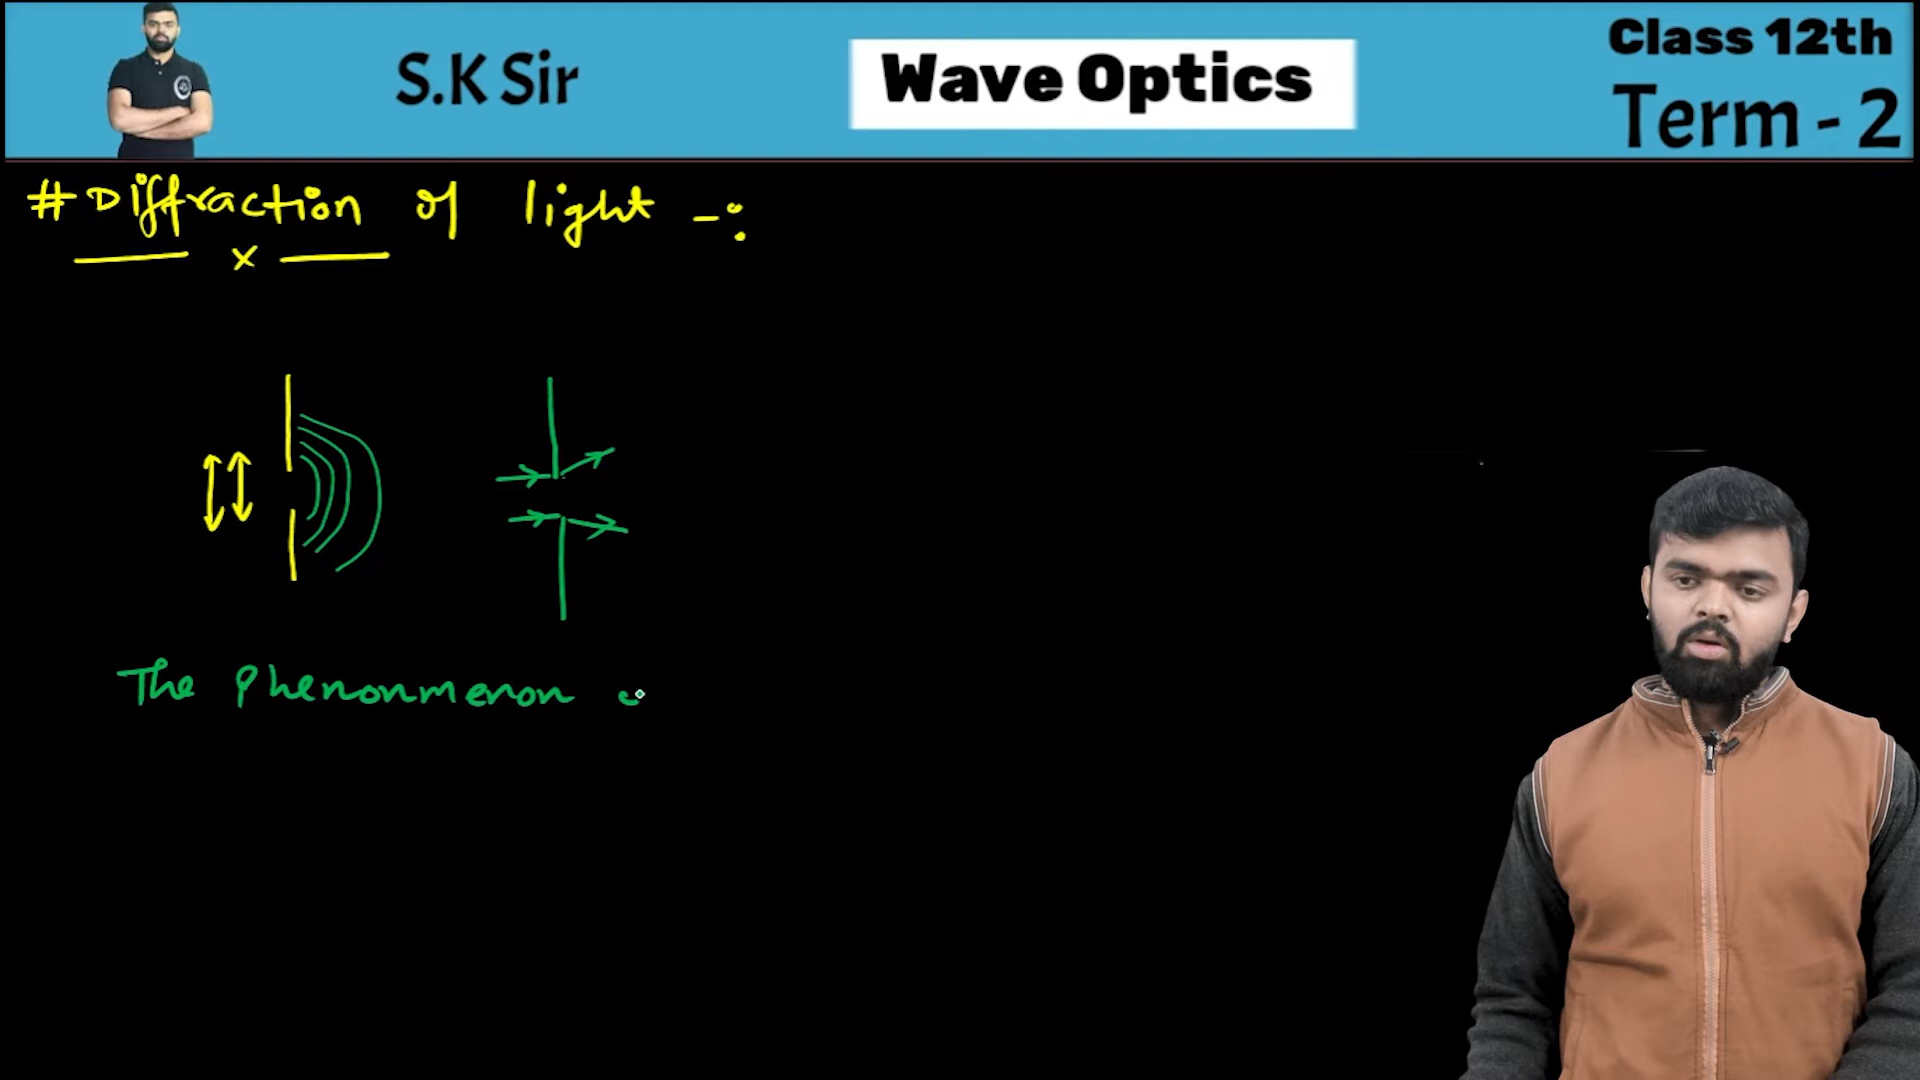 S.K Sir
Wave Optics
Class 12th
Term - 2
# Diffraction of light -:
x
The phenonmenon